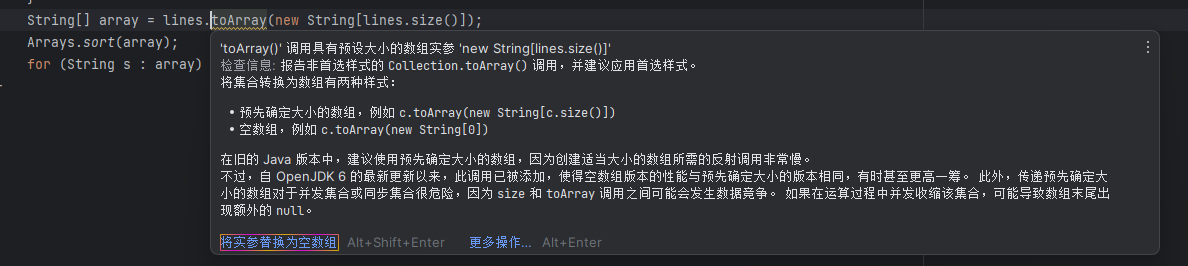 }
String[] array = lines.toArray(new String[lines.size()]);
Arrays.sort(array);
for (String s : array)
'toArray()' 调用具有预设大小的数组实参 'new String[lines.size()]'
检查信息: 报告非首选样式的 Collection.toArray() 调用，并建议应用首选样式。
将集合转换为数组有两种样式：
• 预先确定大小的数组，例如 c.toArray(new String[c.size()])
• 空数组，例如 c.toArray(new String[0])
在旧的 Java 版本中，建议使用预先确定大小的数组，因为创建适当大小的数组所需的反射调用非常慢。
不过，自 OpenJDK 6 的最新更新以来，此调用已被添加，使得空数组版本的性能与预先确定大小的版本相同，有时甚至更高一筹。 此外，传递预先确定大
小的数组对于并发集合或同步集合很危险，因为 size 和 toArray 调用之间可能会发生数据竞争。 如果在运算过程中并发收缩该集合，可能导致数组末尾出
现额外的 null。
将实参替换为空数组 Alt+Shift+Enter 更多操作... Alt+Enter